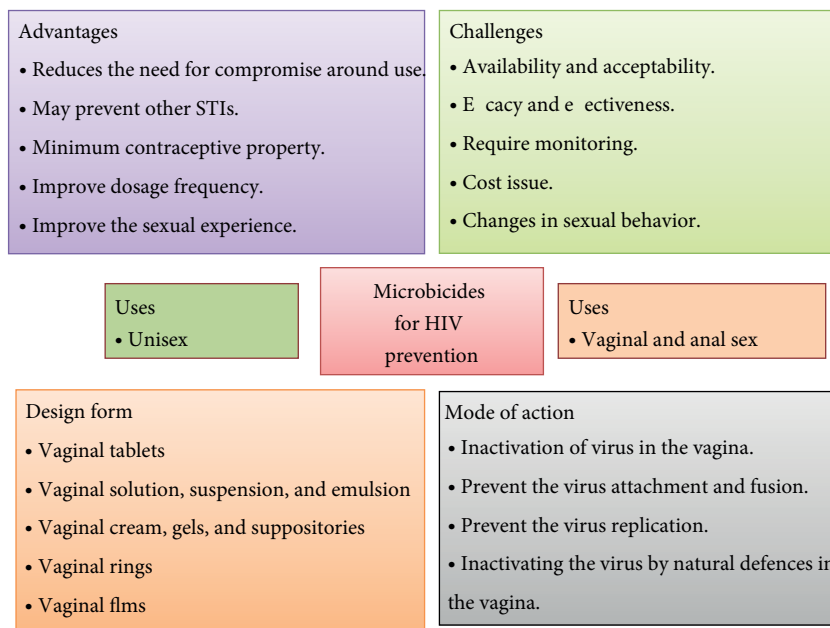 Advantages
• Reduces the need for compromise around use.
• May prevent other STIs.
• Minimum contraceptive property.
• Improve dosage frequency.
• Improve the sexual experience.
Challenges
• Availability and acceptability.
• E cacy and e ectiveness.
• Require monitoring.
• Cost issue.
• Changes in sexual behavior.
Uses
• Unisex
Microbicides
for HIV
prevention
Uses
• Vaginal and anal sex
Design form
• Vaginal tablets
• Vaginal solution, suspension, and emulsion
• Vaginal cream, gels, and suppositories
• Vaginal rings
• Vaginal flms
Mode of action
• Inactivation of virus in the vagina.
• Prevent the virus attachment and fusion.
• Prevent the virus replication.
• Inactivating the virus by natural defences in
the vagina.